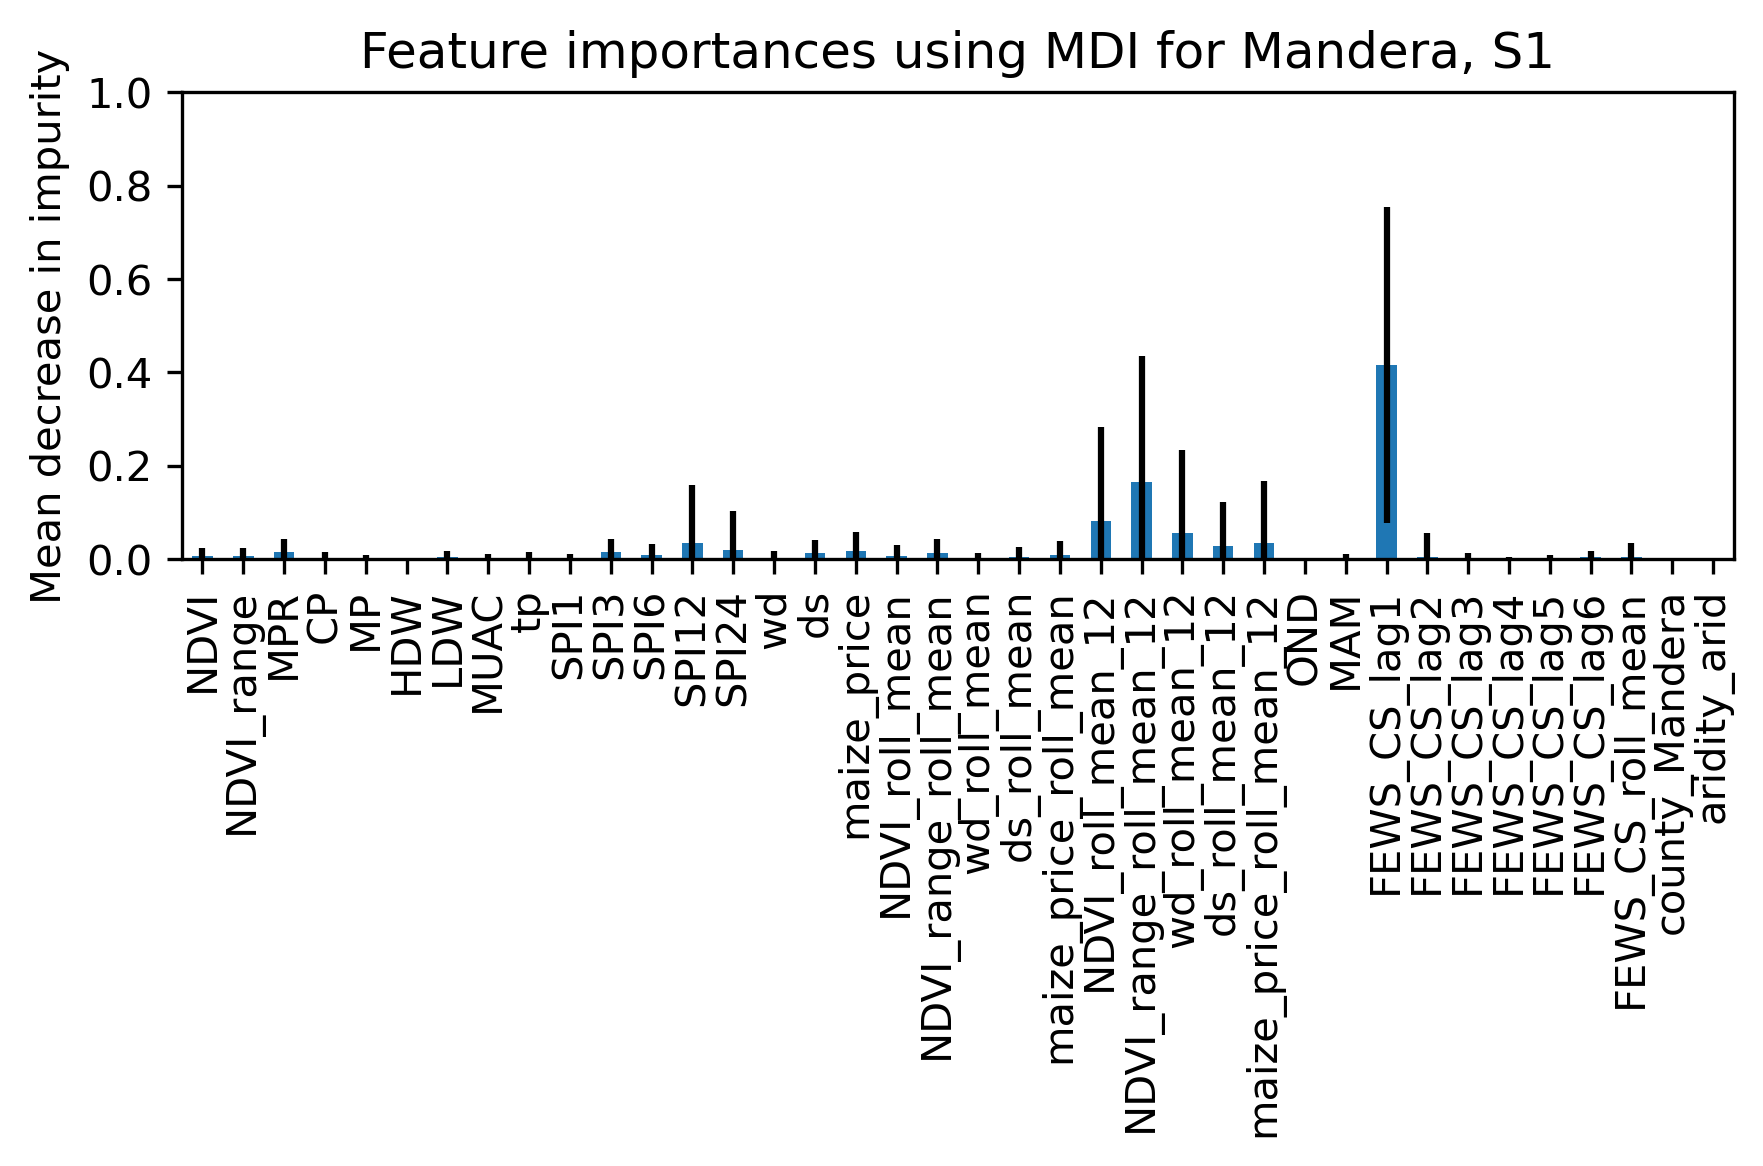 Feature importances using MDI for Mandera, S1
Mean decrease in impurity
1.0
0.8
0.6
0.4
0.2
0.0
NDVI
NDVI_range
MPR
CP
MP
HDW
LDW
MUAC
tp
SPI1
SPI3
SPI6
SPI12
SPI24
wd
ds
maize_price
NDVI_roll_mean
NDVI_range_roll_mean
wd_roll_mean
ds_roll_mean
maize_price_roll_mean
NDVI_roll_mean_12
NDVI_range_roll_mean_12
wd_roll_mean_12
ds_roll_mean_12
maize_price_roll_mean_12
OND
MAM
FEWS_CS_lag1
FEWS_CS_lag2
FEWS_CS_lag3
FEWS_CS_lag4
FEWS_CS_lag5
FEWS_CS_lag6
FEWS_CS_roll_mean
county_Mandera
aridity_arid